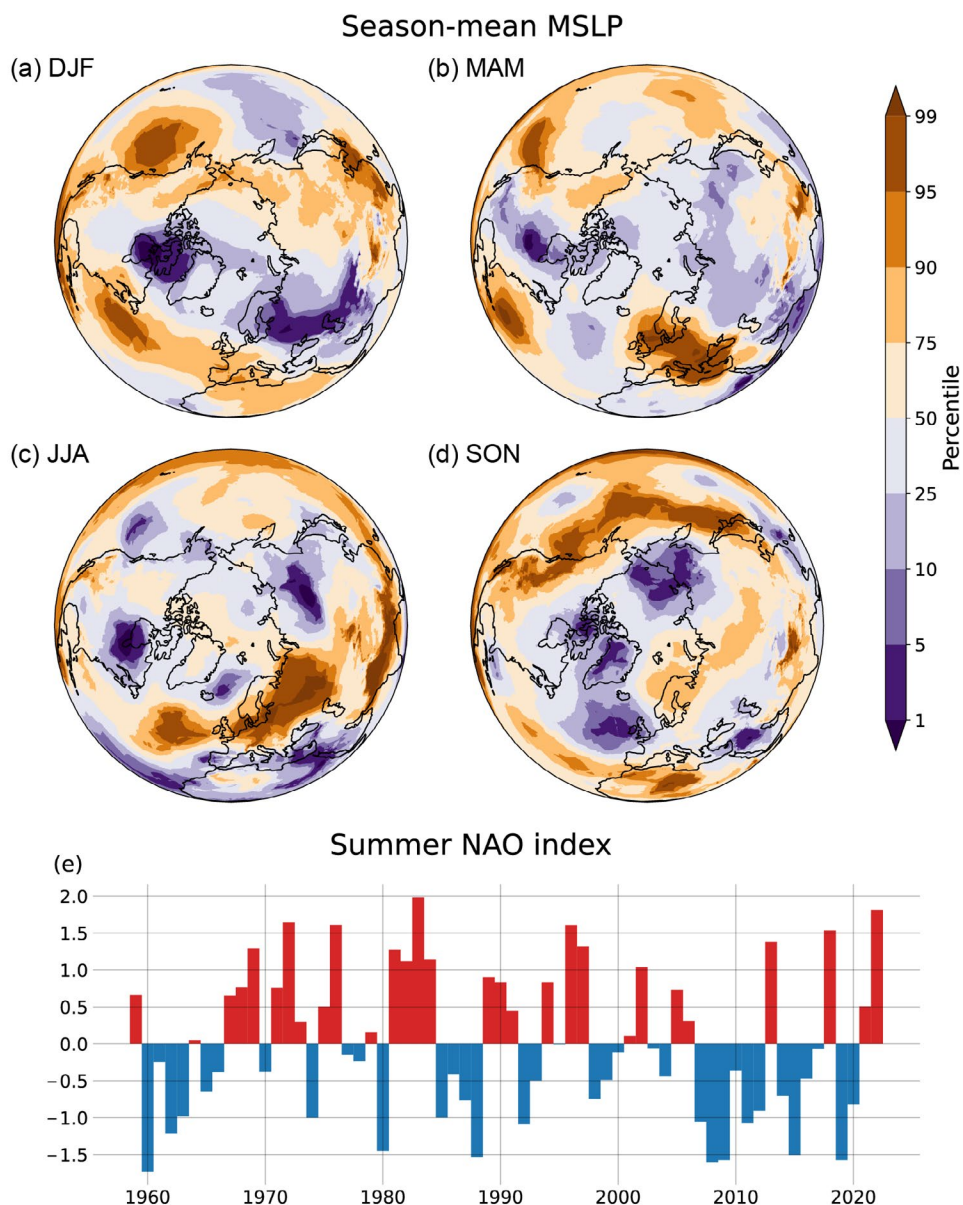 Season-mean MSLP
(a) DJF
(b) MAM
99
95
90
75
50
25
10
5
1
Percentile
(c) JJA
(d) SON
Summer NAO index
(e)
2.0
1.5
1.0
0.5
0.0
−0.5
−1.0
−1.5
1960 1970 1980 1990 2000 2010 2020